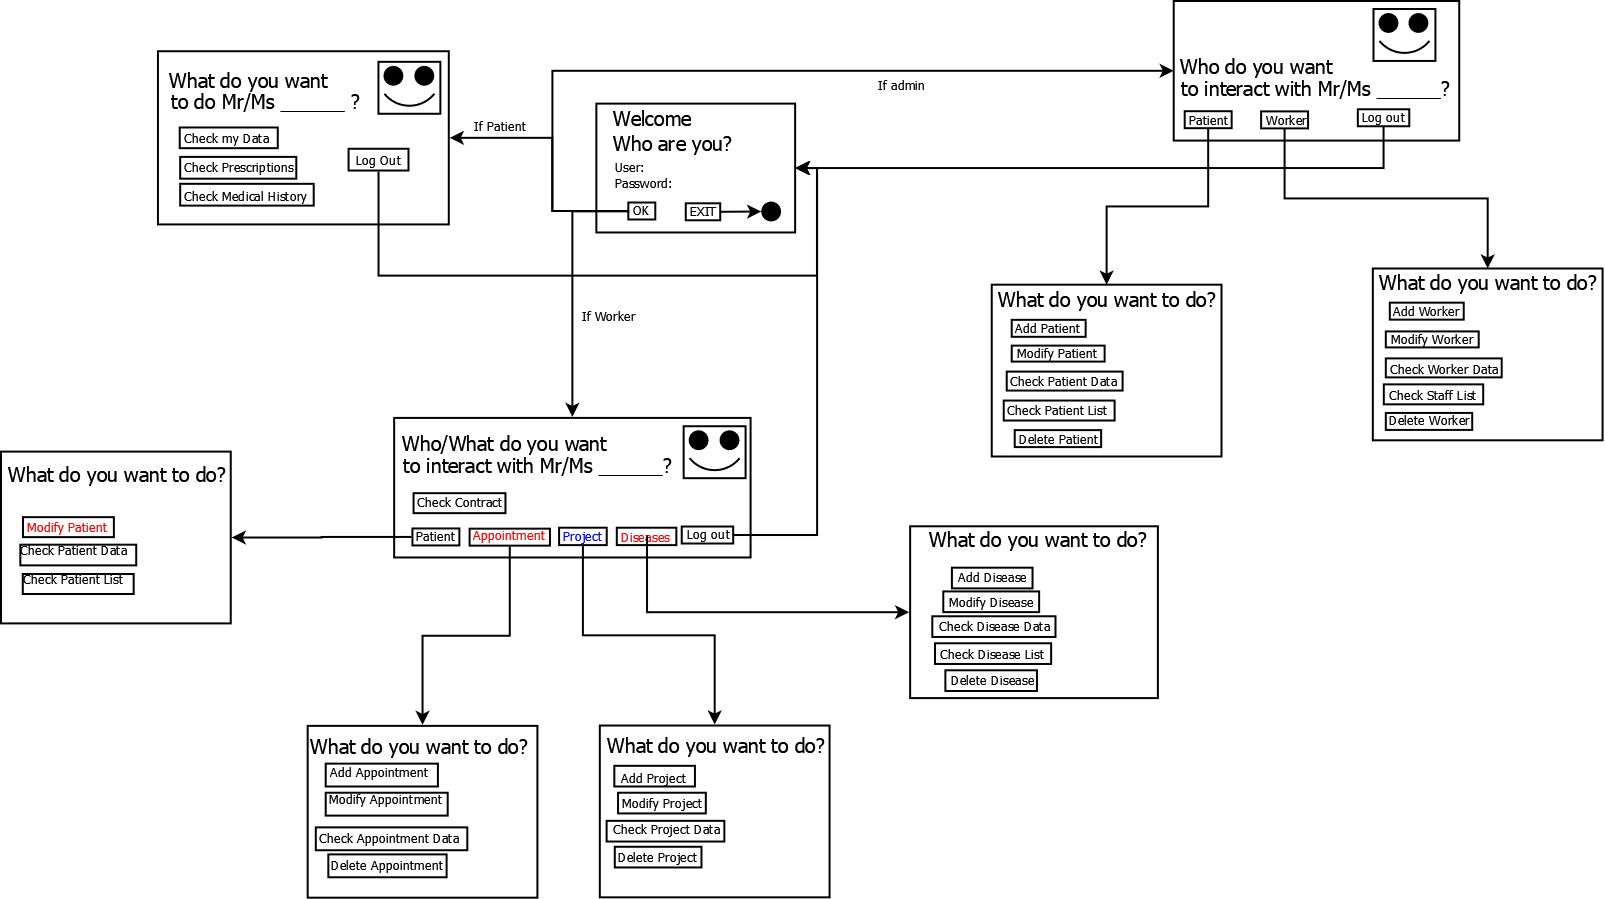 What do you want
to do Mr/Ms ______ ?
Check my Data
Check Prescriptions
Check Medical History
Log Out
If Patient
Welcome
Who are you?
User:
Password:
OK
EXIT
If admin
Who do you want
to interact with Mr/Ms ______?
Patient
Worker
Log out
If Worker
What do you want to do?
Add Patient
Modify Patient
Check Patient Data
Check Patient List
Delete Patient
What do you want to do?
Add Worker
Modify Worker
Check Worker Data
Check Staff List
Delete Worker
Who/What do you want
to interact with Mr/Ms ______?
Check Contract
Patient
Appointment
Project
Diseases
Log out
What do you want to do?
Modify Patient
Check Patient Data
Check Patient List
What do you want to do?
Add Disease
Modify Disease
Check Disease Data
Check Disease List
Delete Disease
What do you want to do?
Add Appointment
Modify Appointment
Check Appointment Data
Delete Appointment
What do you want to do?
Add Project
Modify Project
Check Project Data
Delete Project